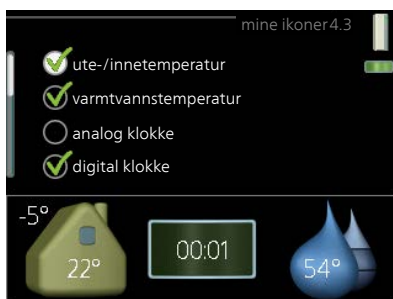 mine ikoner 4.3
ute-/innetemperatur
varmtvannstemperatur
analog klokke
digital klokke
-5°
22°
00:01
54°